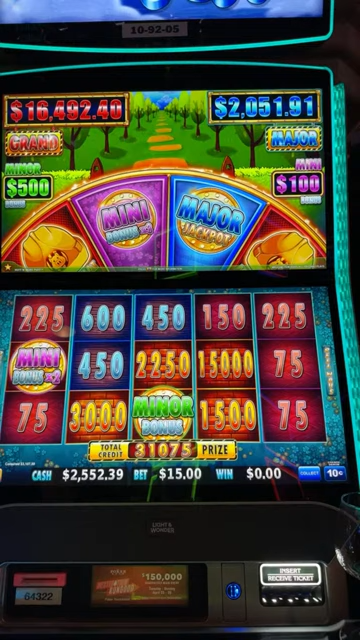 10-92-05
$16,492.40
$2,051.91
GRAND
MAJOR
MINOR
$500
BONUS
MINI
$100
BONUS
MINI
BONUS x2
MAJOR
JACKPOT
225 600 450 150 225
MINI
BONUS x2
450 2250 15000 75
75 3000 MINOR
BONUS
1500 75
TOTAL
CREDIT
31075 PRIZE
CASH $2,552.39 BET $15.00 WIN $0.00 COLLECT 10¢
LIGHT&
WONDER
64322
$150,000
INSERT
RECEIVE TICKET